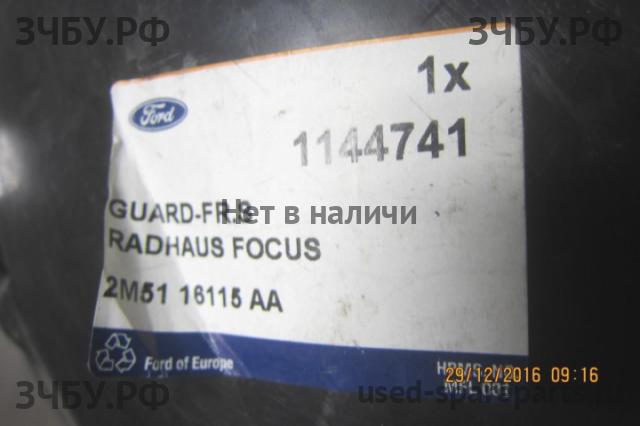 ЗЧБУ.РФ ЗЧБУ.РФ
Ford
1x
1144741
GUARD-FR.S
Нет в наличи
RADHAUS FOCUS
2M51 16115 AA
Ford of Europe
29/12/2016 09:16
ЗЧБУ.РФ